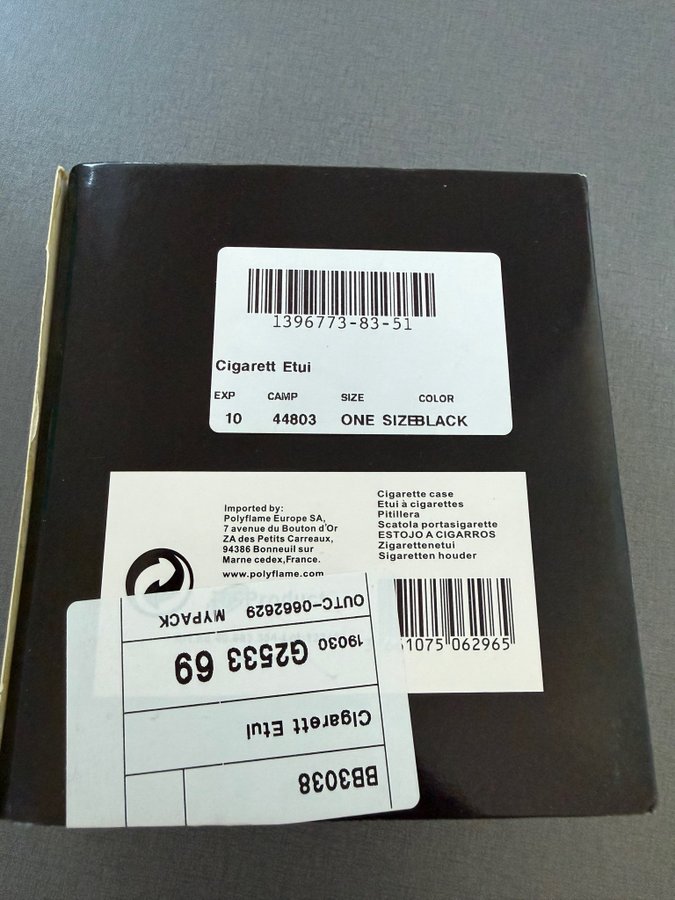 1396773-83-51
Cigarett Etui
EXP CAMP SIZE COLOR
10 44803 ONE SIZE BLACK
Imported by:
Polyflame Europe SA,
7 avenue du Bouton d'Or
ZA des Petits Carreaux,
94386 Bonneuil sur
Marne cedex,France.
www.polyflame.com
Cigarette case
Etui à cigarettes
Pitillera
Scatola portasigarette
ESTOJO A CIGARROS
Zigarettenetui
Sigaretten houder
1075 062965
BB3038
Cigarett Etui
19030 G2533 69
OUTC-0662629 MYPACK